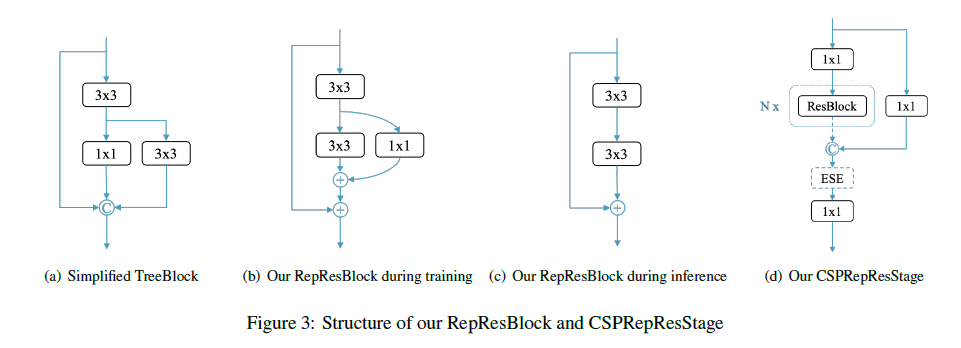 3x3
1x1
3x3
C
(a) Simplified TreeBlock
3x3
3x3
1x1
+
+
(b) Our RepResBlock during training
3x3
3x3
+
(c) Our RepResBlock during inference
1x1
N x
ResBlock
1x1
C
ESE
1x1
(d) Our CSPRepResStage
Figure 3: Structure of our RepResBlock and CSPRepResStage